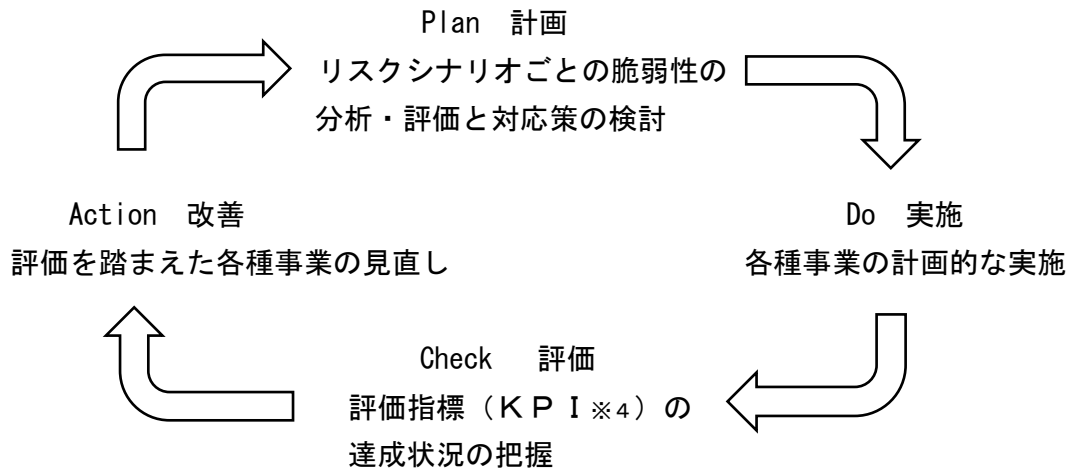 Plan 計画
リスクシナリオごとの脆弱性の
分析・評価と対応策の検討
Do 実施
各種事業の計画的な実施
Check 評価
評価指標（ＫＰＩ※4）の
達成状況の把握
Action 改善
評価を踏まえた各種事業の見直し